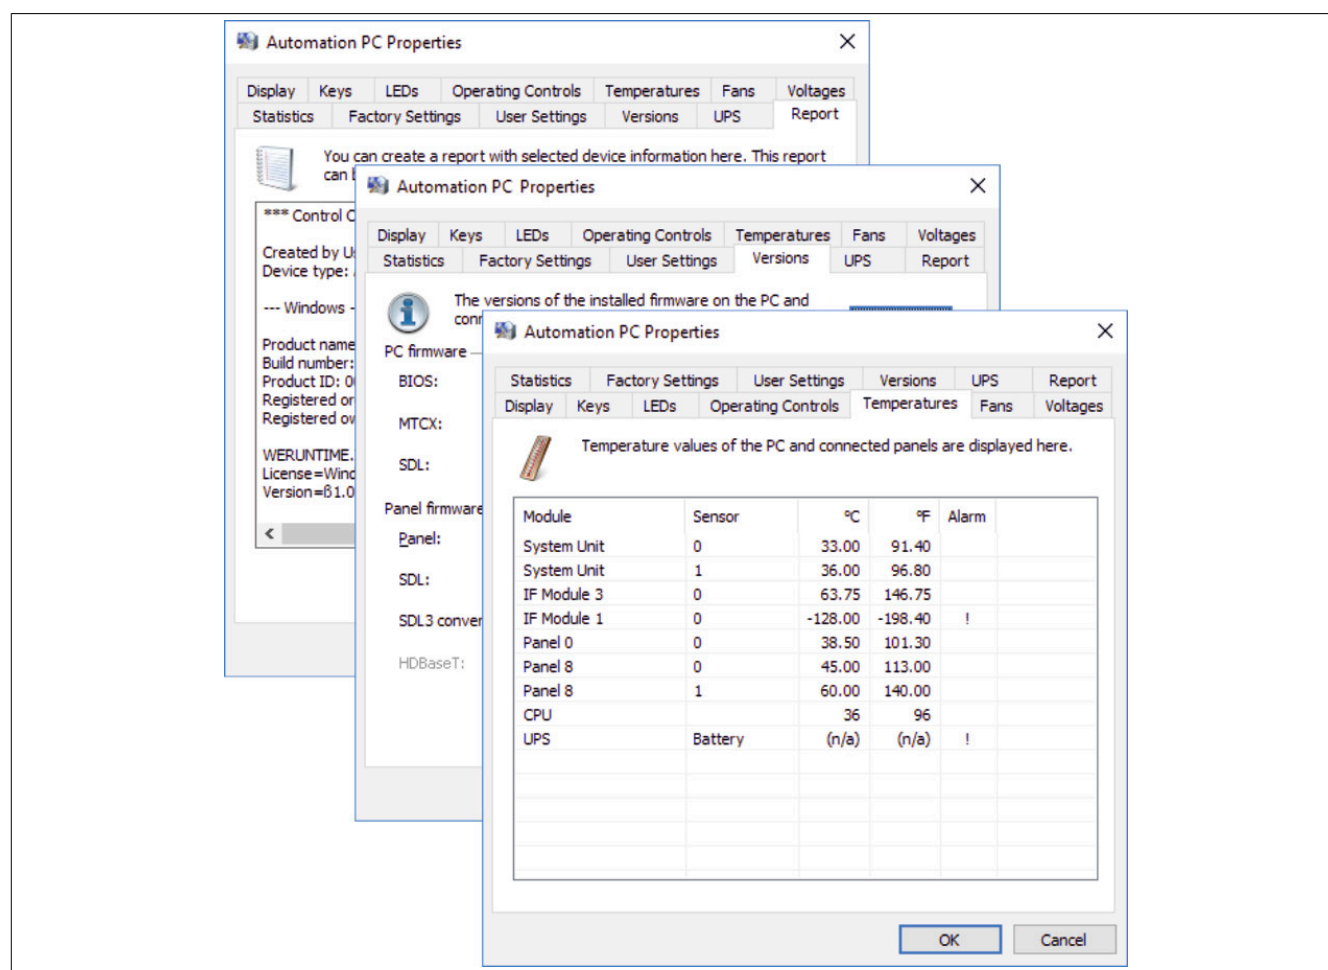 Automation PC Properties
Display Keys LEDs Operating Controls Temperatures Fans Voltages
Statistics Factory Settings User Settings Versions UPS Report
You can create a report with selected device information here. This report
can
*** Control
Created by
Device type:
--- Windows -
Product name
Build number:
Product ID:
Registered
Registered
WERUNTIME.
License=
Version=ß1.0
Automation PC Properties
Display Keys LEDs Operating Controls Temperatures Fans Voltages
Statistics Factory Settings User Settings Versions UPS Report
The versions of the installed firmware on the PC and
PC firmware
BIOS:
MTCX:
SDL:
Panel firmware
Panel:
SDL:
SDL3
HDBaseT:
Automation PC Properties
Statistics Factory Settings User Settings Versions UPS Report
Display Keys LEDs Operating Controls Temperatures Fans Voltages
Temperature values of the PC and connected panels are displayed here.
Module Sensor °C °F Alarm
System Unit 0 33.00 91.40
System Unit 1 36.00 96.80
IF Module 3 0 63.75 146.75
IF Module 1 0 -128.00 -198.40 !
Panel 0 0 38.50 101.30
Panel 8 0 45.00 113.00
Panel 8 1 60.00 140.00
CPU 36 96
UPS Battery (n/a) (n/a) !
OK Cancel